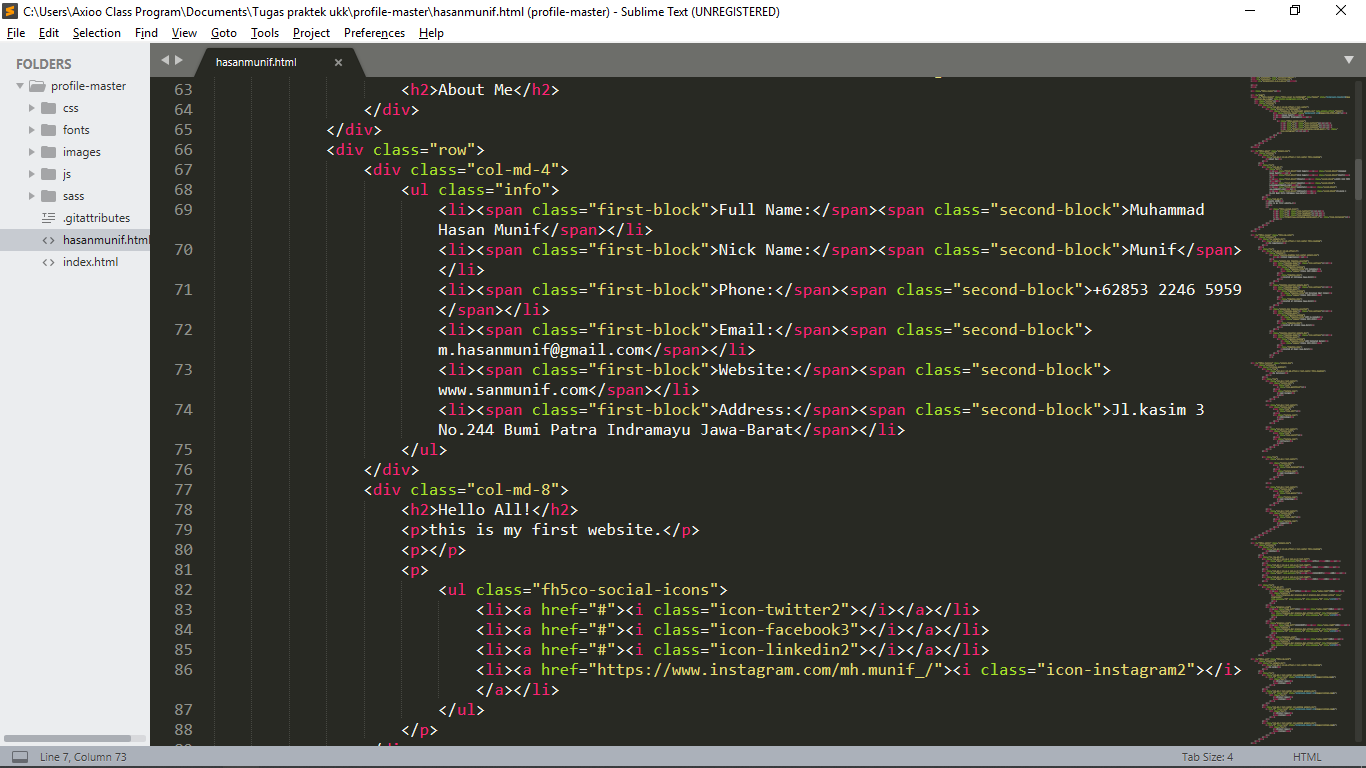 C:\Users\Axioo Class Program\Documents\Tugas praktek ukk\profile-master\hasanmunif.html (profile-master) - Sublime Text (UNREGISTERED)
File Edit Selection Find View Goto Tools Project Preferences Help
FOLDERS
profile-master
css
fonts
images
js
sass
.gitattributes
<> hasanmunif.html
<> index.html
hasanmunif.html ×
63 <h2>About Me</h2>
64 </div>
65 </div>
66 <div class="row">
67 <div class="col-md-4">
68 <ul class="info">
69 <li><span class="first-block">Full Name:</span><span class="second-block">Muhammad
Hasan Munif</span></li>
70 <li><span class="first-block">Nick Name:</span><span class="second-block">Munif</span>
</li>
71 <li><span class="first-block">Phone:</span><span class="second-block">+62853 2246 5959
</span></li>
72 <li><span class="first-block">Email:</span><span class="second-block">
m.hasanmunif@gmail.com</span></li>
73 <li><span class="first-block">Website:</span><span class="second-block">
www.sanmunif.com</span></li>
74 <li><span class="first-block">Address:</span><span class="second-block">Jl.kasim 3
No.244 Bumi Patra Indramayu Jawa-Barat</span></li>
75 </ul>
76 </div>
77 <div class="col-md-8">
78 <h2>Hello All!</h2>
79 <p>this is my first website.</p>
80 <p></p>
81 <p>
82 <ul class="fh5co-social-icons">
83 <li><a href="#"><i class="icon-twitter2"></i></a></li>
84 <li><a href="#"><i class="icon-facebook3"></i></a></li>
85 <li><a href="#"><i class="icon-linkedin2"></i></a></li>
86 <li><a href="https://www.instagram.com/mh.munif_/"><i class="icon-instagram2"></i>
</a></li>
87 </ul>
88 </p>
Line 7, Column 73
Tab Size: 4
HTML